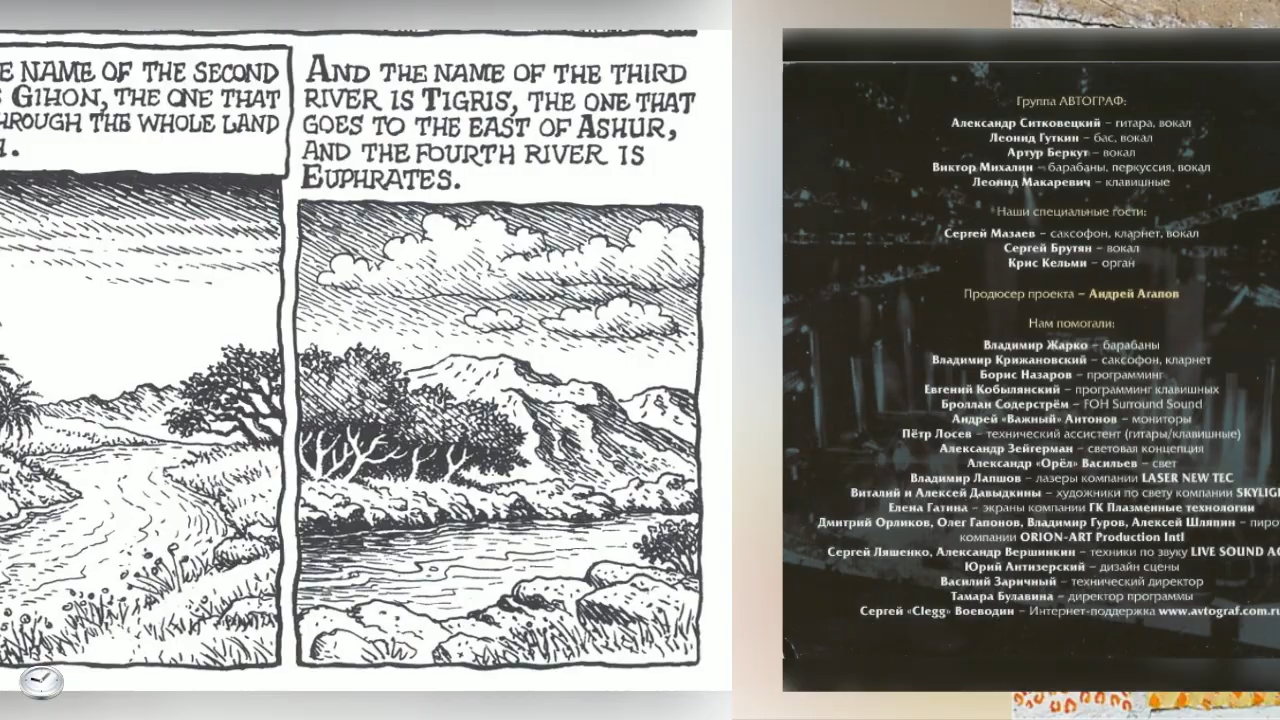 E NAME OF THE SECOND
GIHON, THE ONE THAT
HROUGH THE WHOLE LAND
AND THE NAME OF THE THIRD
RIVER IS TIGRIS, THE ONE THAT
GOES TO THE EAST OF ASHUR,
AND THE FOURTH RIVER IS
EUPHRATES.
Группа АВТОГРАФ:
Александр Ситковецкий – гитара, вокал
Леонид Гуткин – бас, вокал
Артур Беркут – вокал
Виктор Михалин – барабаны, перкуссия, вокал
Леонид Макаревич – клавишные
Наши специальные гости:
Сергей Мазаев – саксофон, кларнет, вокал
Сергей Брутян – вокал
Крис Кельми – орган
Продюсер проекта – Андрей Агапов
Нам помогали:
Владимир Жарко – барабаны
Владимир Крижановский – саксофон, кларнет
Борис Назаров – программинг
Евгений Кобылянский – программинг клавишных
Броллан Содерстрём – FOH Surround Sound
Андрей «Важный» Антонов – мониторы
Пётр Лосев – технический ассистент (гитары/клавишные)
Александр Зейгерман – световая концепция
Александр «Орёл» Васильев – свет
Владимир Лапшов – лазеры компании LASER NEW TEC
Виталий и Алексей Давыдкины – художники по свету компании SKYLIG
Елена Гатина – экраны компании ГК Плазменные технологии
Дмитрий Орликов, Олег Гапонов, Владимир Гуров, Алексей Шляпин – пиро
компании ORION-ART Production Intl
Сергей Ляшенко, Александр Вершинкин – техники по звуку LIVE SOUND A
Юрий Антизерский – дизайн сцены
Василий Заричный – технический директор
Тамара Булавина – директор программы
Сергей «Clegg» Воеводин – Интернет-поддержка www.avtograf.com.ru